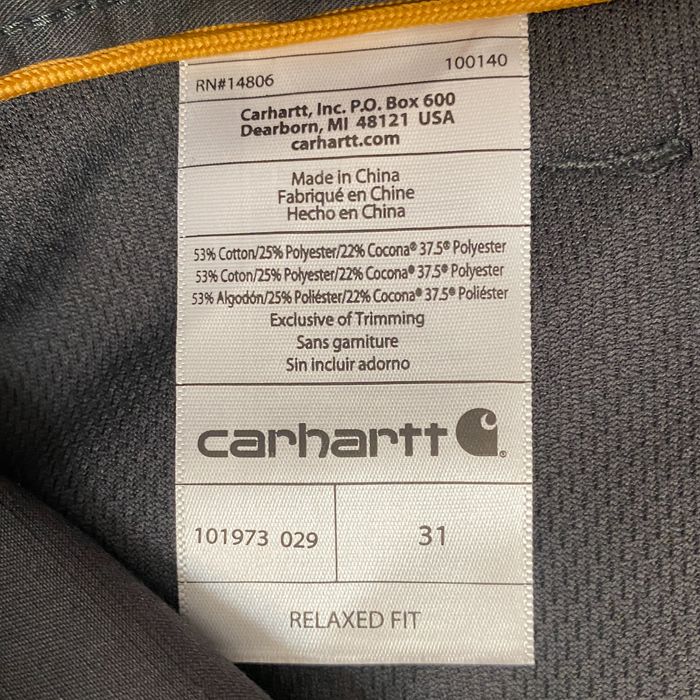 RN#14806 100140
Carhartt, Inc. P.O. Box 600
Dearborn, MI 48121 USA
carhartt.com
Made in China
Fabriqué en Chine
Hecho en China
53% Cotton/25% Polyester/22% Cocona® 37.5® Polyester
53% Coton/25% Polyester/22% Cocona® 37.5® Polyester
53% Algodón/25% Poliéster/22% Cocona® 37.5® Poliéster
Exclusive of Trimming
Sans garniture
Sin incluir adorno
carhartt ®
101973 029 31
RELAXED FIT